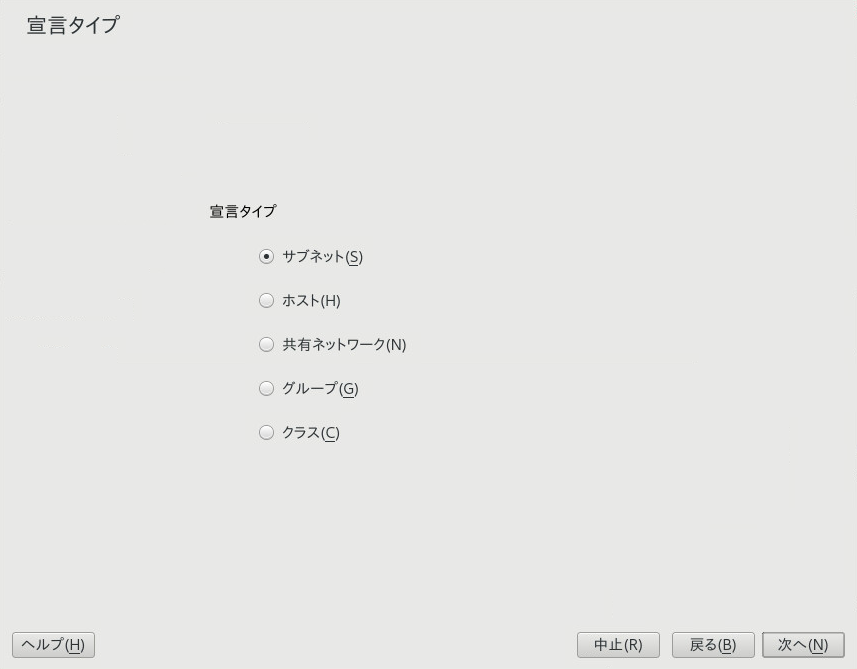 宣言タイプ
宣言タイプ
サブネット(S)
ホスト(H)
共有ネットワーク(N)
グループ(G)
クラス(C)
ヘルプ(H) 中止(R) 戻る(B) 次へ(N)